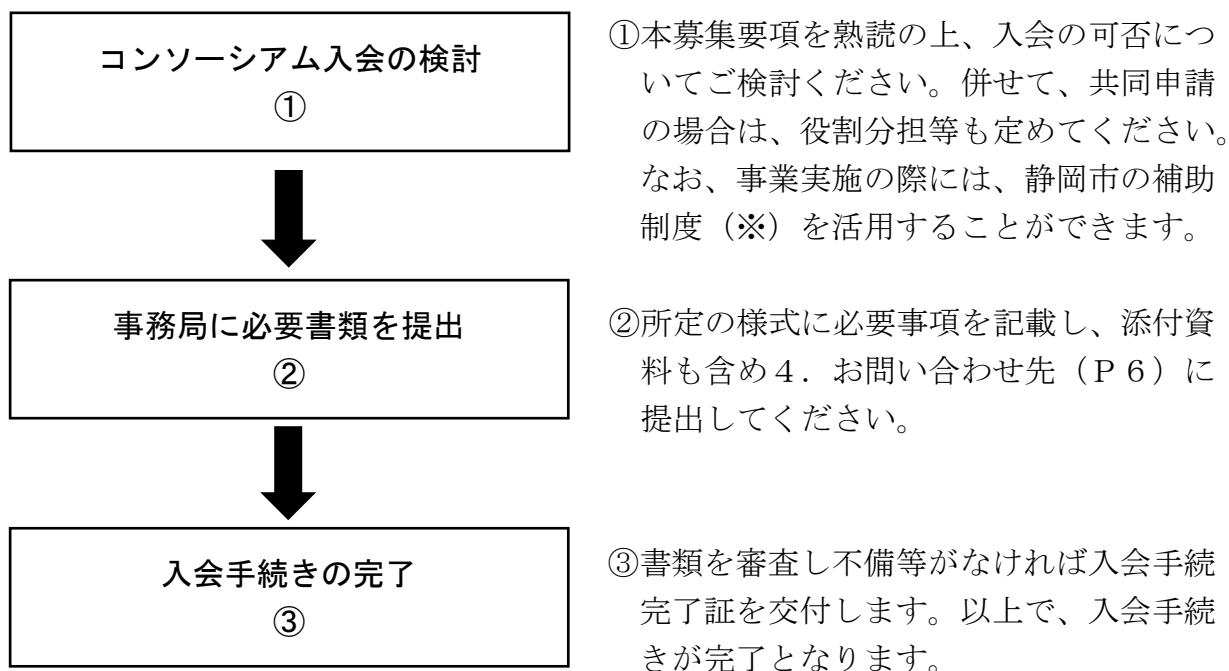 コンソーシアム入会の検討
①
①本募集要項を熟読の上、入会の可否につ
いてご検討ください。併せて、共同申請
の場合は、役割分担等も定めてください。
なお、事業実施の際には、静岡市の補助
制度（※）を活用することができます。
事務局に必要書類を提出
②
②所定の様式に必要事項を記載し、添付資
料も含め４．お問い合わせ先（Ｐ６）に
提出してください。
入会手続きの完了
③
③書類を審査し不備等がなければ入会手続
完了証を交付します。以上で、入会手続
きが完了となります。